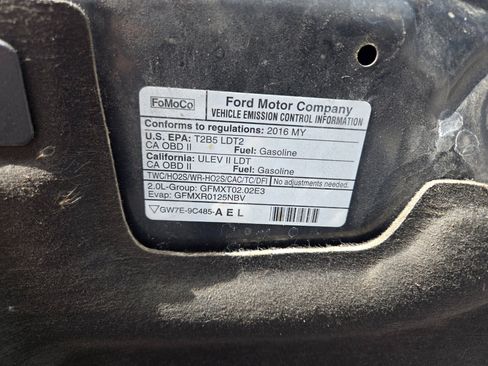 FoMoCo
Ford Motor Company
VEHICLE EMISSION CONTROL INFORMATION
Conforms to regulations: 2016 MY
U.S. EPA: T2B5 LDT2
CA OBD II Fuel: Gasoline
California: ULEV II LDT
CA OBD II Fuel: Gasoline
TWC/HO2S/WR-HO2S/CAC/TC/DFI No adjustments needed.
2.0L-Group: GFMXT02.02E3
Evap: GFMXR0125NBV
GW7E-9C485-A E L